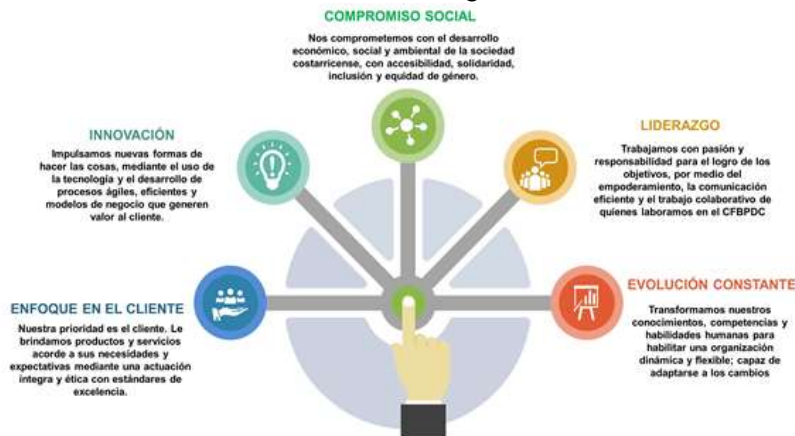 COMPROMISO SOCIAL
Nos comprometemos con el desarrollo
económico, social y ambiental de la sociedad
costarricense, con accesibilidad, solidaridad,
inclusión y equidad de género.
INNOVACIÓN
Impulsamos nuevas formas de
hacer las cosas, mediante el uso de
la tecnología y el desarrollo de
procesos ágiles, eficientes y
modelos de negocio que generen
valor al cliente.
LIDERAZGO
Trabajamos con pasión y
responsabilidad para el logro de los
objetivos, por medio del
empoderamiento, la comunicación
eficiente y el trabajo colaborativo de
quienes laboramos en el CFBPDC
ENFOQUE EN EL CLIENTE
Nuestra prioridad es el cliente. Le
brindamos productos y servicios
acorde a sus necesidades y
expectativas mediante una actuación
íntegra y ética con estándares de
excelencia.
EVOLUCIÓN CONSTANTE
Transformamos nuestros
conocimientos, competencias y
habilidades humanas para
habilitar una organización
dinámica y flexible; capaz de
adaptarse a los cambios